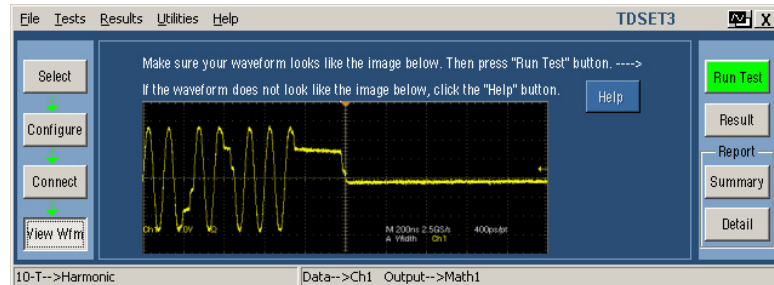 File Tests Results Utilities Help TDSET3 X
Make sure your waveform looks like the image below. Then press "Run Test" button. ---->
If the waveform does not look like the image below, click the "Help" button.
Help
Select
Configure
Connect
View Wfm
Run Test
Result
Report
Summary
Detail
M 200ns 2.5GS/s 400ps/pt
A Width Ch1
10-T-->Harmonic Data-->Ch1 Output-->Math1